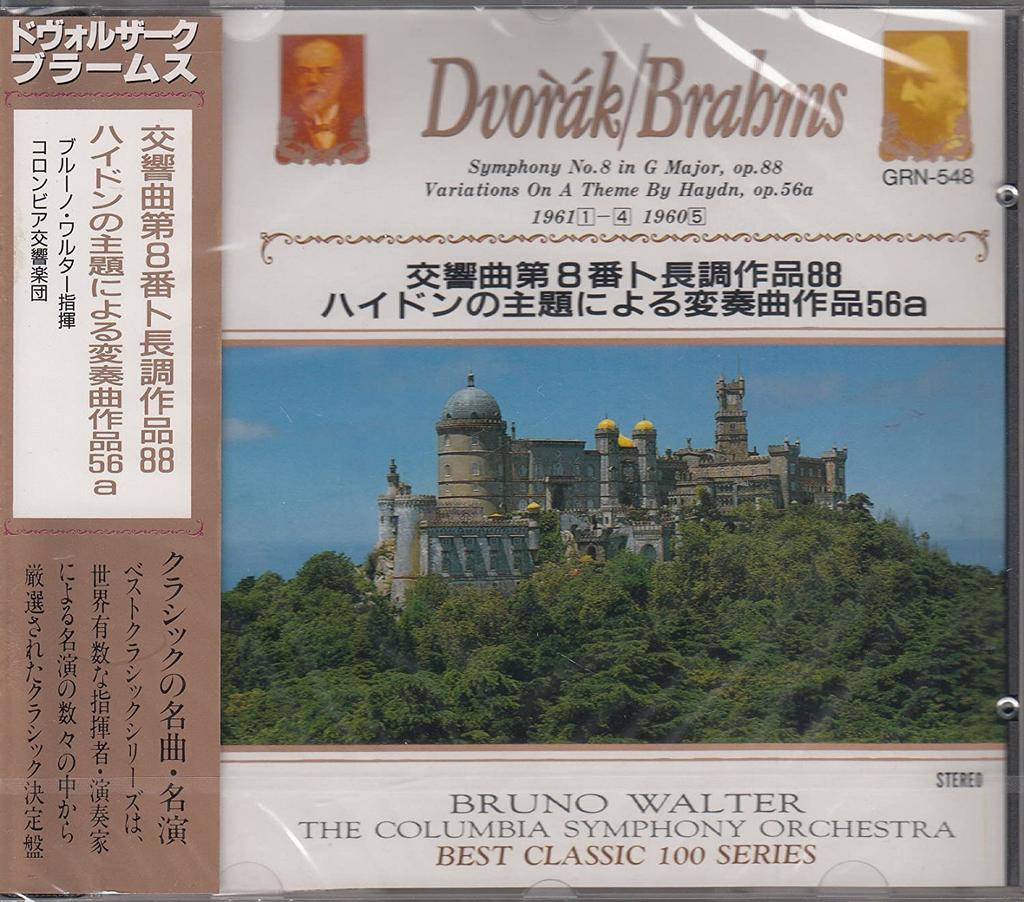 ドヴォルザーク
ブラームス
交響曲第8番ト長調作品88
ハイドンの主題による変奏曲作品56a
ブルーノ・ワルター指揮
コロンビア交響楽団
クラシックの名曲・名演
ベストクラシックシリーズは、
世界有数な指揮者・演奏家
による名演の数々の中から
厳選されたクラシック決定盤
Dvořák/Brahms
Symphony No.8 in G Major, op.88
Variations On A Theme By Haydn, op.56a
1961 1-4 1960 5
GRN-548
交響曲第8番ト長調作品88
ハイドンの主題による変奏曲作品56a
STEREO
BRUNO WALTER
THE COLUMBIA SYMPHONY ORCHESTRA
BEST CLASSIC 100 SERIES